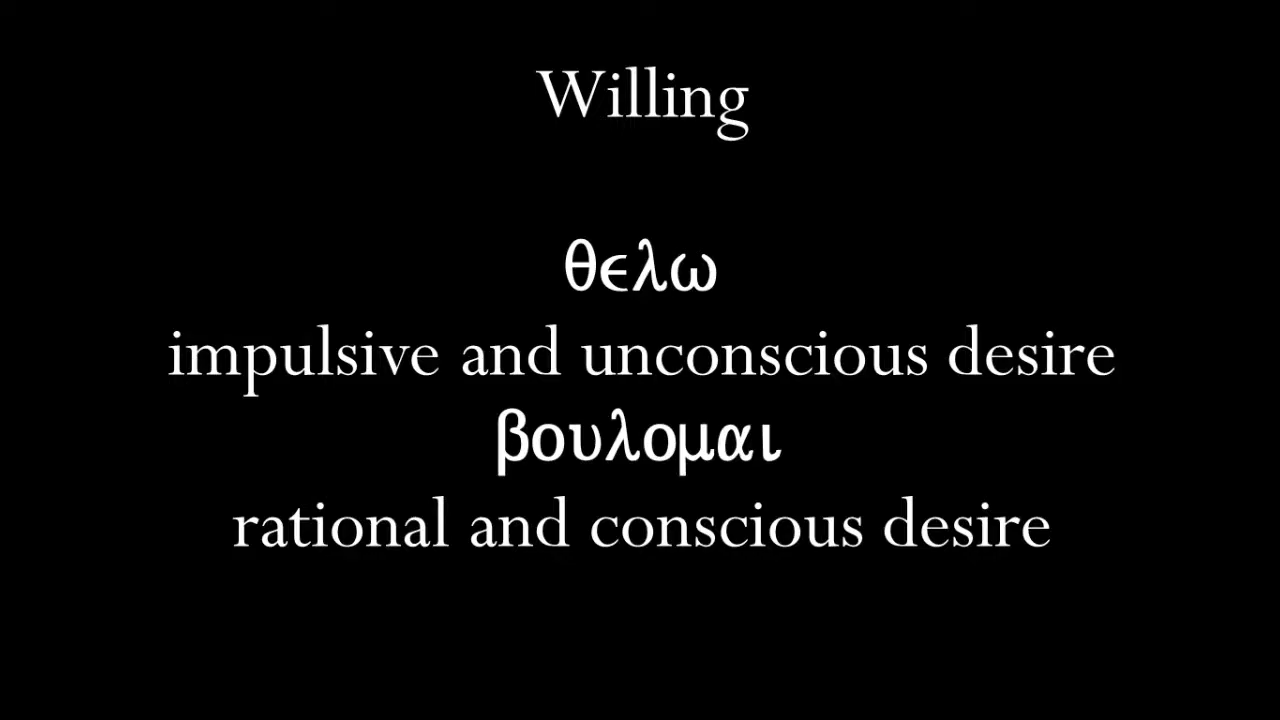 Willing
θελω
impulsive and unconscious desire
βουλομαι
rational and conscious desire